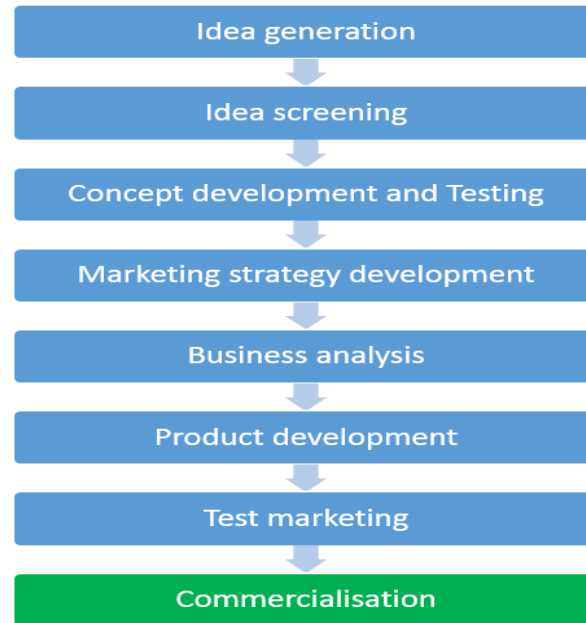 Idea generation
Idea screening
Concept development and Testing
Marketing strategy development
Business analysis
Product development
Test marketing
Commercialisation